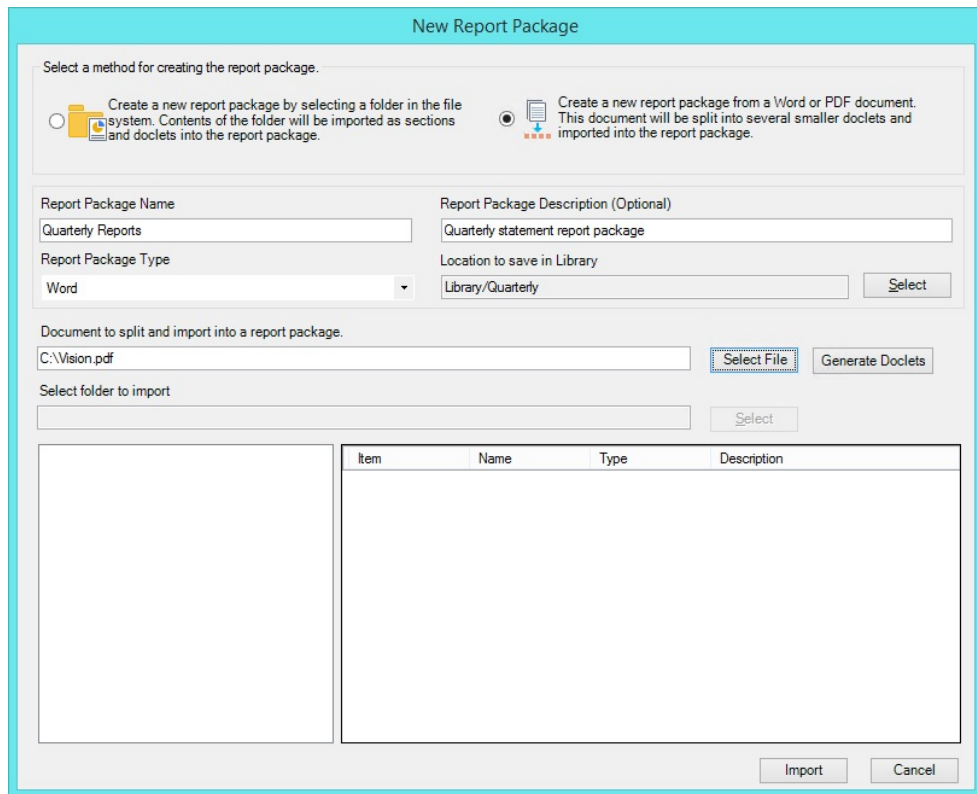 New Report Package
Select a method for creating the report package.
Create a new report package by selecting a folder in the file
system. Contents of the folder will be imported as sections
and doclets into the report package.
Create a new report package from a Word or PDF document.
This document will be split into several smaller doclets and
imported into the report package.
Report Package Name
Report Package Description (Optional)
Quarterly Reports
Quarterly statement report package
Report Package Type
Location to save in Library
Word
Library/Quarterly
Select
Document to split and import into a report package.
C:\Vision.pdf
Select File
Generate Doclets
Select folder to import
Select
Item Name Type Description
Import
Cancel